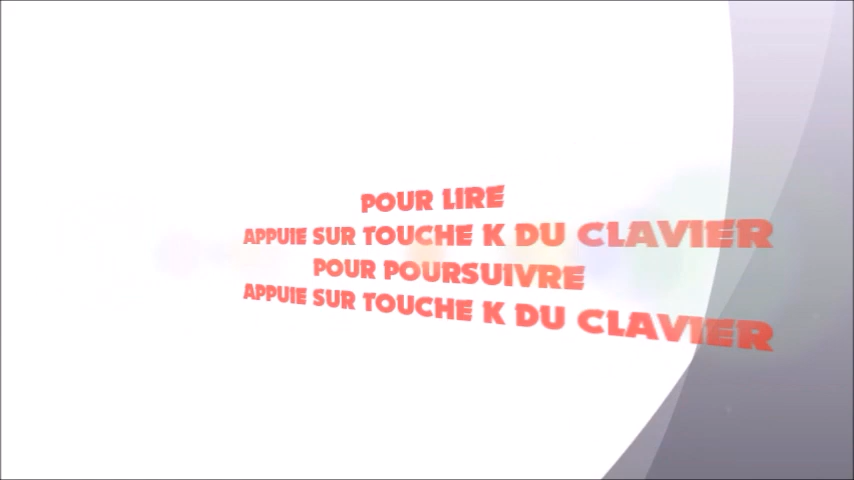 POUR LIRE
APPUIE SUR TOUCHE K DU CLAVIER
POUR POURSUIVRE
APPUIE SUR TOUCHE K DU CLAVIER